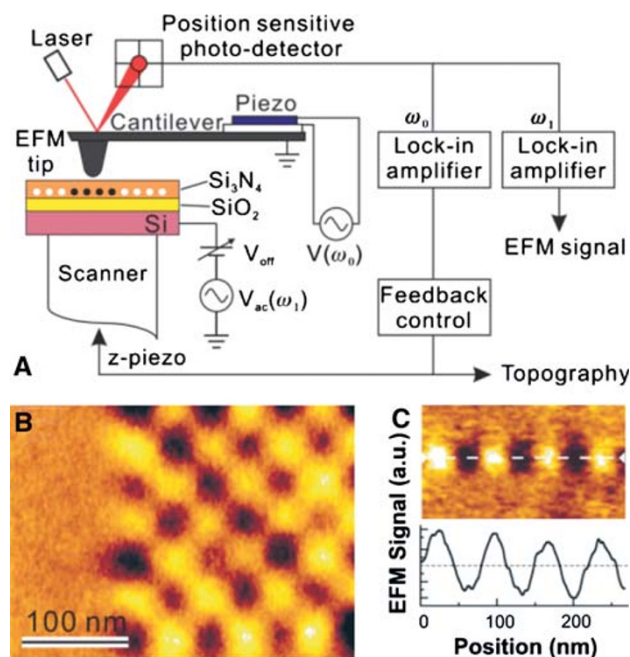 Laser
Position sensitive
photo-detector
Piezo
Cantilever
EFM
tip
Si₃N₄
SiO₂
Si
Scanner
V_off
V_ac(ω₁)
V(ω₀)
ω₀
Lock-in
amplifier
ω₁
Lock-in
amplifier
EFM signal
Feedback
control
z-piezo
Topography
A
B
100 nm
C
EFM Signal (a.u.)
0
100
200
Position (nm)